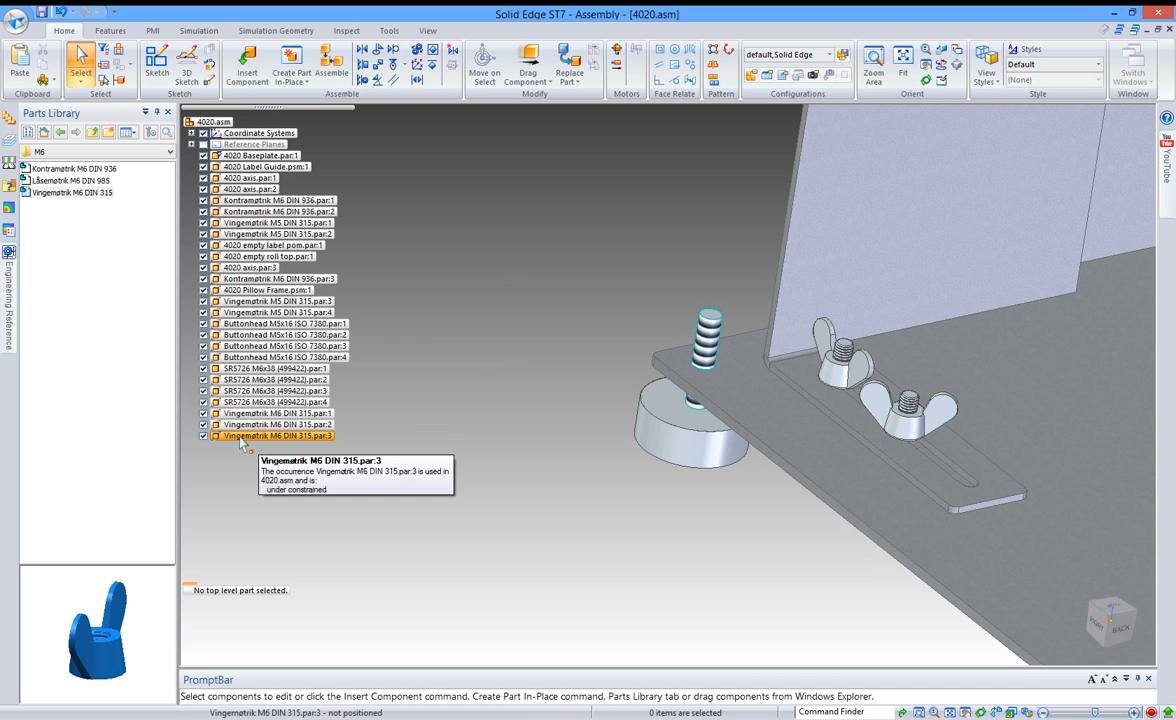 Solid Edge ST7 - Assembly - [4020.asm]
Home Features PMI Simulation Simulation Geometry Inspect Tools View
Paste
Clipboard
Select
Select
Sketch
3D Sketch
Sketch
Insert Component
Create Part In-Place
Assemble
Assemble
Move on Select
Drag Component
Replace Part
Modify
Motors
Face Relate
Pattern
default,Solid Edge
Configurations
Zoom Area
Fit
Orient
View Styles
Styles
Default
(None)
Style
Switch Windows
Window
Parts Library
M6
Kontramøtrik M6 DIN 936
Låsemøtrik M6 DIN 985
Vingemøtrik M6 DIN 315
Engineering Reference
4020.asm
Coordinate Systems
Reference Planes
4020 Baseplate.par:1
4020 Label Guide.psm:1
4020 axis.par:1
4020 axis.par:2
Kontramøtrik M6 DIN 936.par:1
Kontramøtrik M6 DIN 936.par:2
Vingemøtrik M5 DIN 315.par:1
Vingemøtrik M5 DIN 315.par:2
4020 empty label pom.par:1
4020 empty roll top.par:1
4020 axis.par:3
Kontramøtrik M6 DIN 936.par:3
4020 Pillow Frame.psm:1
Vingemøtrik M5 DIN 315.par:3
Vingemøtrik M5 DIN 315.par:4
Buttonhead M5x16 ISO 7380.par:1
Buttonhead M5x16 ISO 7380.par:2
Buttonhead M5x16 ISO 7380.par:3
Buttonhead M5x16 ISO 7380.par:4
SR5726 M6x38 (499422).par:1
SR5726 M6x38 (499422).par:2
SR5726 M6x38 (499422).par:3
SR5726 M6x38 (499422).par:4
Vingemøtrik M6 DIN 315.par:1
Vingemøtrik M6 DIN 315.par:2
Vingemøtrik M6 DIN 315.par:3
Vingemøtrik M6 DIN 315.par:3
The occurrence Vingemøtrik M6 DIN 315.par:3 is used in
4020.asm and is:
under constrained
No top level part selected.
YouTube
RIGHT
BACK
PromptBar
Select components to edit or click the Insert Component command, Create Part In-Place command, Parts Library tab or drag components from Windows Explorer.
Vingemøtrik M6 DIN 315.par:3 - not positioned
0 items are selected
Command Finder